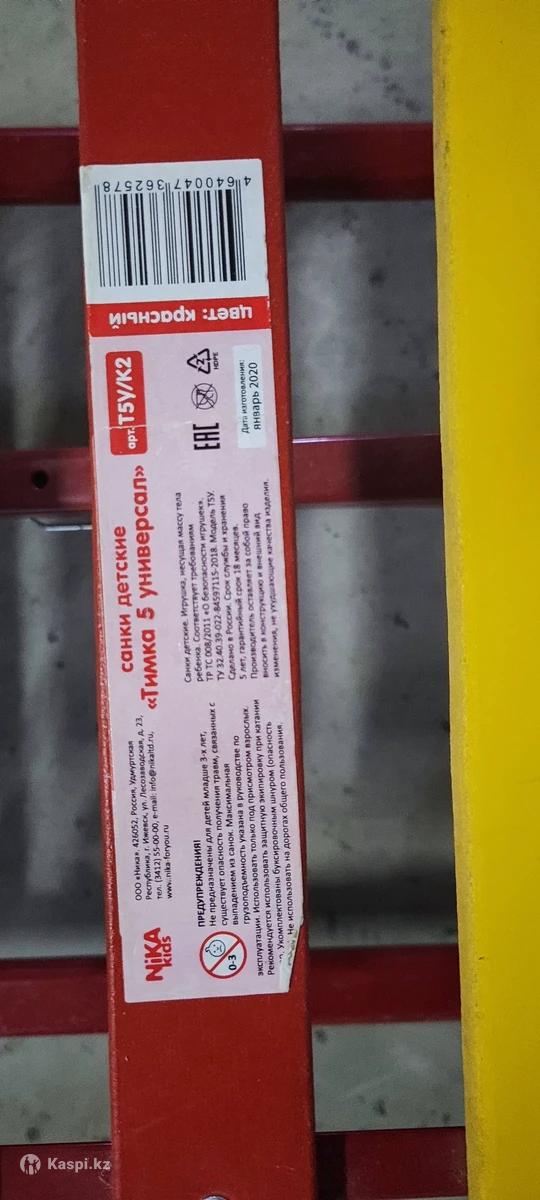 NiKA
kids
ООО «Ника». 426052, Россия, Удмуртская
Республика, г. Ижевск, ул. Лесозаводская, д. 23,
тел. (3412) 55-00-00, e-mail: info@nikaltd.ru,
www.nika-foryou.ru
санки детские
«Тимка 5 универсал»
арт. Т5У/К2
ПРЕДУПРЕЖДЕНИЯ!
Не предназначены для детей младше 3-х лет,
существует опасность получения травм, связанных с
выпадением из санок. Максимальная
грузоподъемность указана в руководстве по
эксплуатации. Использовать только под присмотром взрослых.
Рекомендуется использовать защитную экипировку при катании
Укомплектованы буксировочным шнуром (опасность
Не использовать на дорогах общего пользования.
0-3
Санки детские. Игрушка, несущая массу тела
ребенка. Соответствует требованиям
ТР ТС 008/2011 «О безопасности игрушек».
ТУ 32.40.39-022-84597115-2018. Модель Т5У.
Сделано в России. Срок службы и хранения
5 лет, гарантийный срок 18 месяцев.
Производитель оставляет за собой право
вносить в конструкцию и внешний вид
изменения, не ухудшающие качества изделия.
EAC
2
HDPE
Дата изготовления:
январь 2020
цвет: красный
4 640047 362578
Kaspi.kz